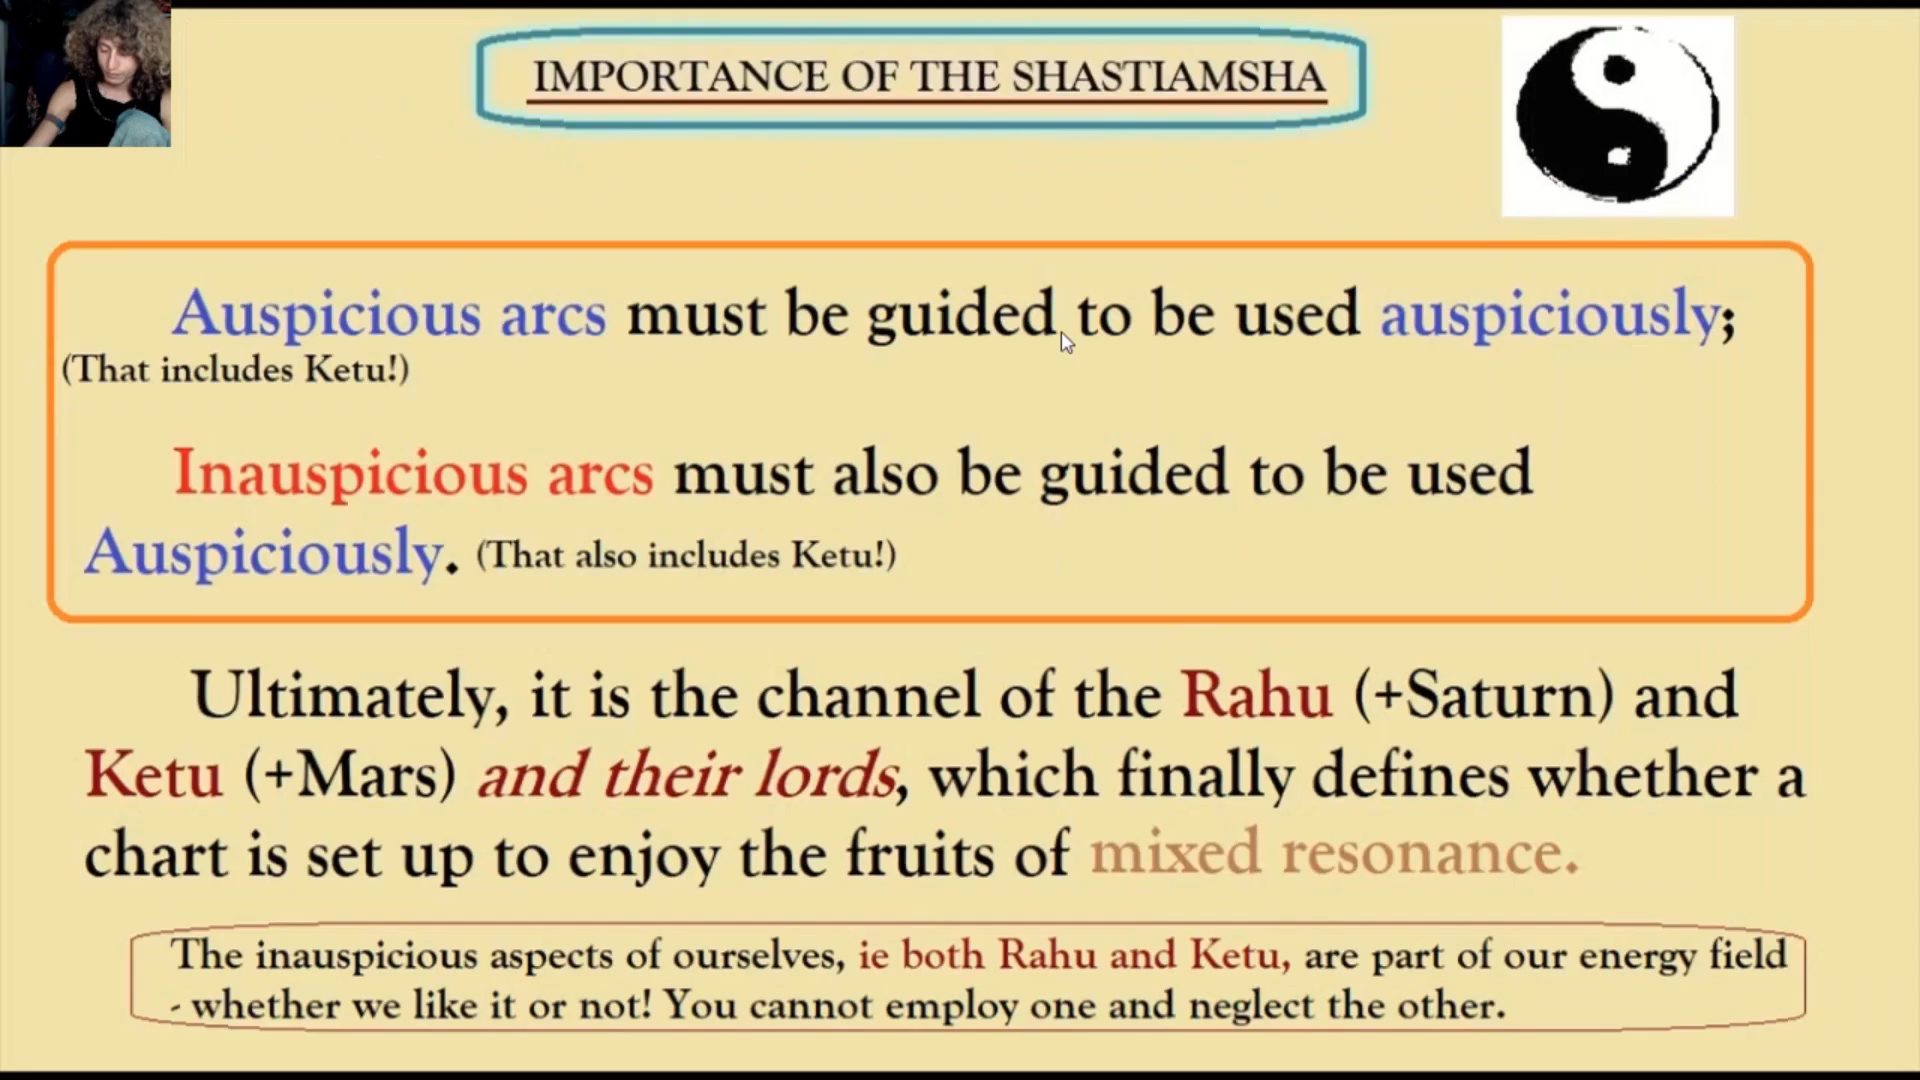 IMPORTANCE OF THE SHASTIAMSHA
Auspicious arcs must be guided to be used auspiciously;
(That includes Ketu!)
Inauspicious arcs must also be guided to be used
Auspiciously. (That also includes Ketu!)
Ultimately, it is the channel of the Rahu (+Saturn) and
Ketu (+Mars) and their lords, which finally defines whether a
chart is set up to enjoy the fruits of mixed resonance.
The inauspicious aspects of ourselves, ie both Rahu and Ketu, are part of our energy field
- whether we like it or not! You cannot employ one and neglect the other.